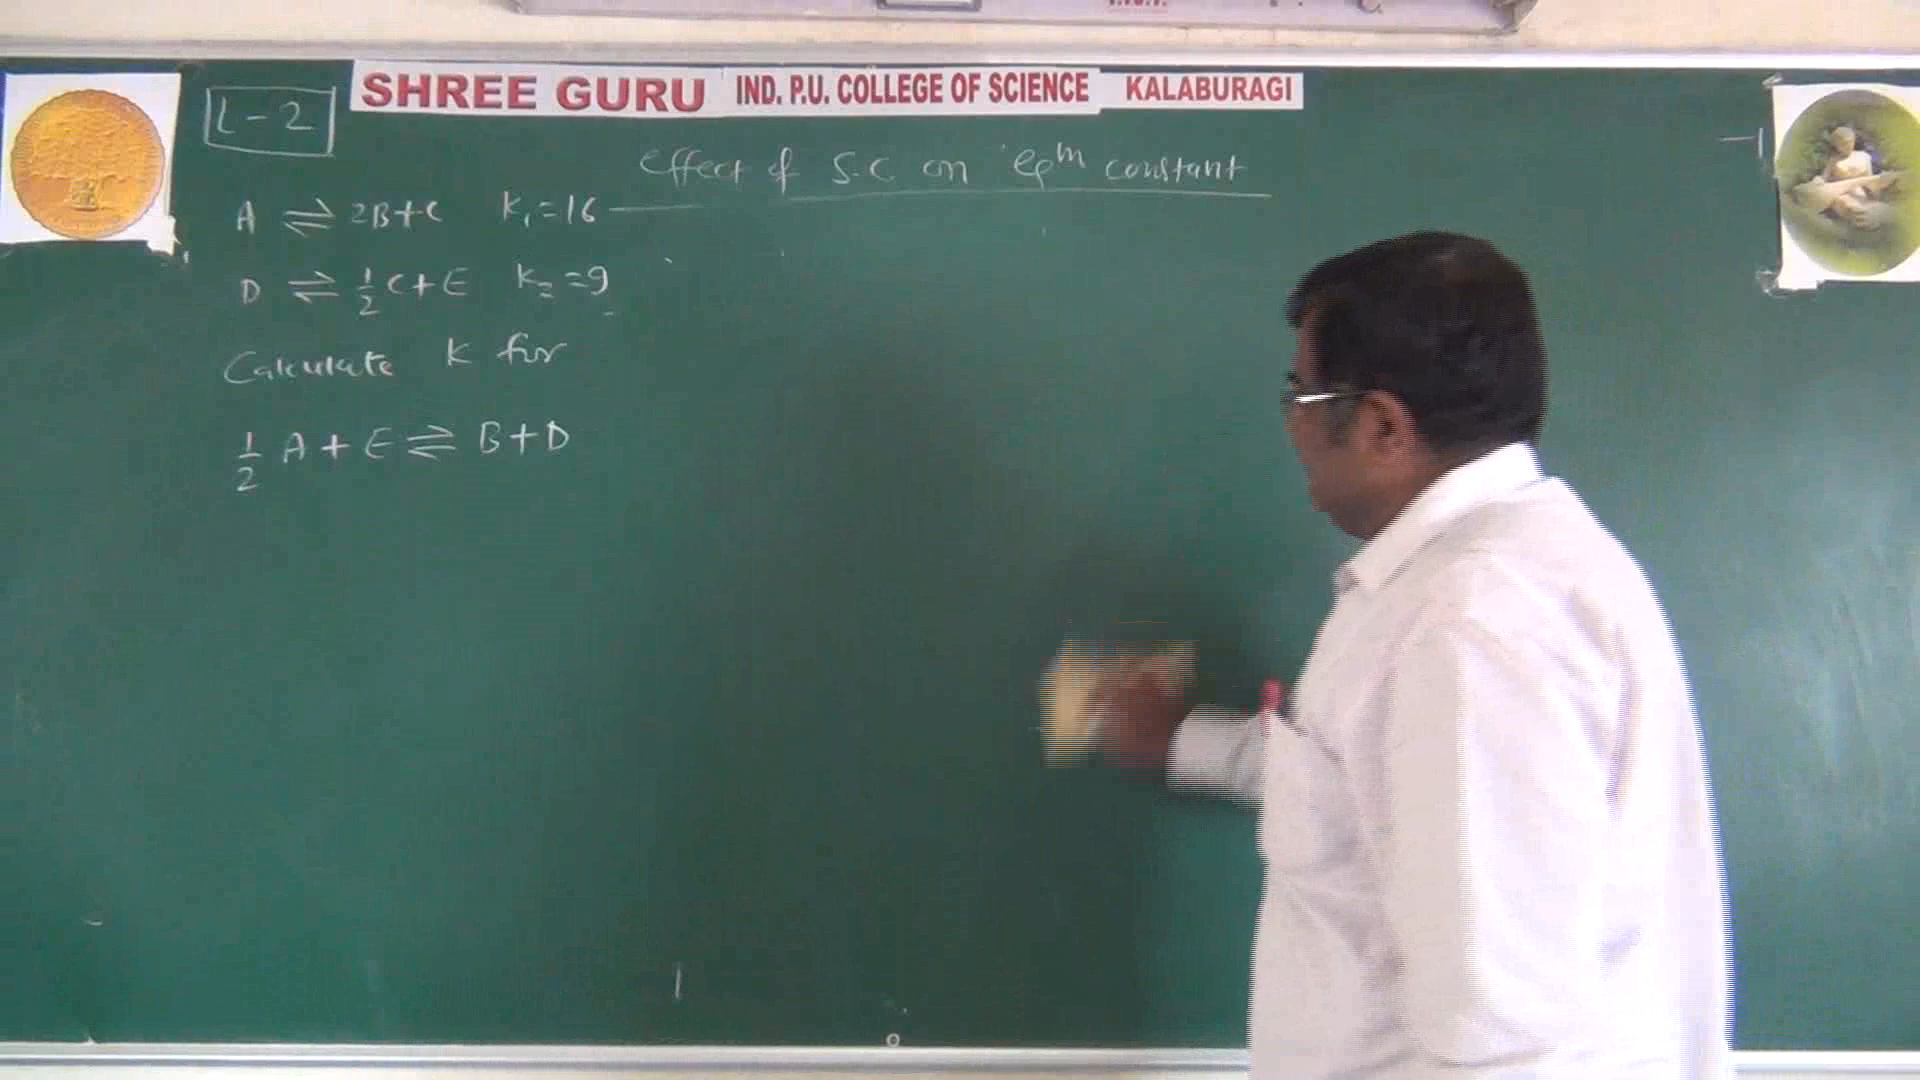 SHREE GURU IND. P.U. COLLEGE OF SCIENCE KALABURAGI
L-2
effect of S.C on eqᵐ constant
A ⇌ 2B+C K₁=16
D ⇌ 1/2 C+E K₂=9
Calculate K for
1/2 A+E ⇌ B+D